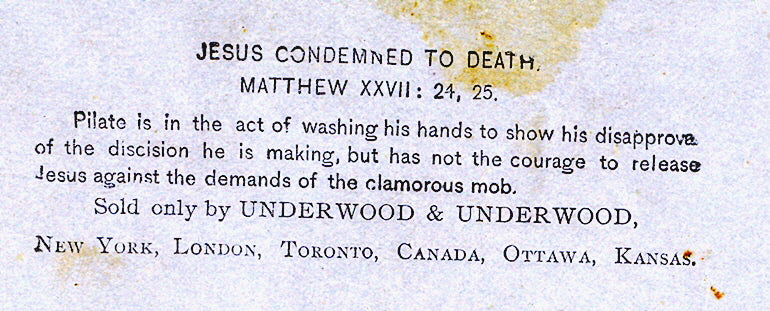 JESUS CONDEMNED TO DEATH.
MATTHEW XXVII: 24, 25.
Pilate is in the act of washing his hands to show his disapprova
of the discision he is making, but has not the courage to release
Jesus against the demands of the clamorous mob.
Sold only by UNDERWOOD & UNDERWOOD,
NEW YORK, LONDON, TORONTO, CANADA, OTTAWA, KANSAS.